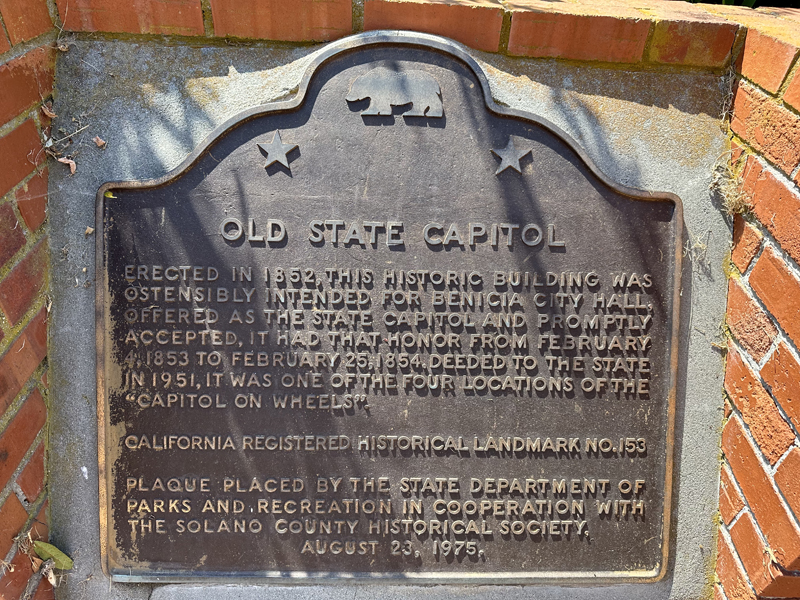 OLD STATE CAPITOL
ERECTED IN 1852, THIS HISTORIC BUILDING WAS
OSTENSIBLY INTENDED FOR BENICIA CITY HALL.
OFFERED AS THE STATE CAPITOL AND PROMPTLY
ACCEPTED, IT HAD THAT HONOR FROM FEBRUARY
4, 1853 TO FEBRUARY 25, 1854. DEEDED TO THE STATE
IN 1951, IT WAS ONE OF THE FOUR LOCATIONS OF THE
"CAPITOL ON WHEELS".
CALIFORNIA REGISTERED HISTORICAL LANDMARK NO. 153
PLAQUE PLACED BY THE STATE DEPARTMENT OF
PARKS AND RECREATION IN COOPERATION WITH
THE SOLANO COUNTY HISTORICAL SOCIETY,
AUGUST 23, 1975.